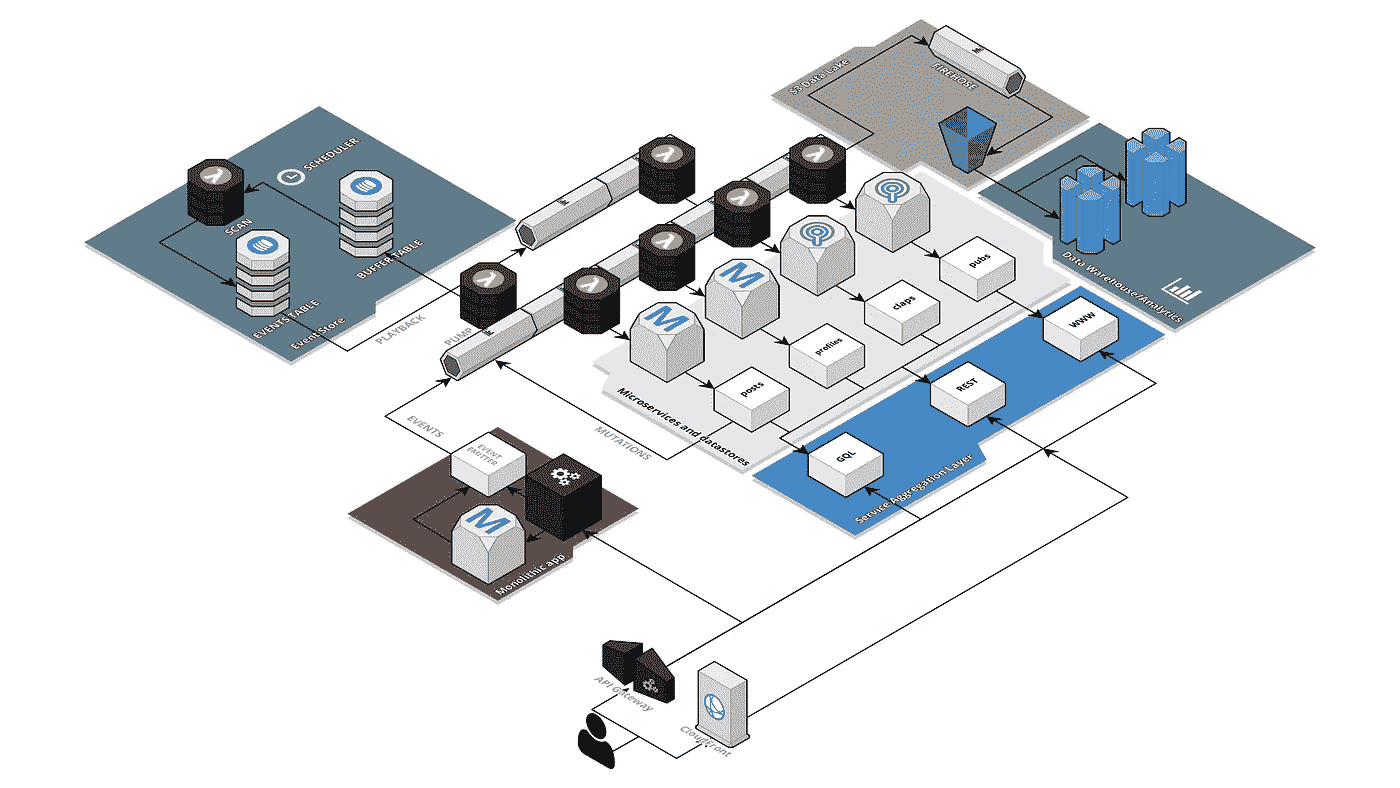 S3 Data Lake
FIREHOSE
SCHEDULER
SCAN
BUFFER TABLE
EVENTS TABLE
Event Store
PLAYBACK
PUMP
Data Warehouse/Analytics
pubs
claps
profiles
posts
Microservices and datastores
WWW
REST
GQL
Service Aggregation Layer
MUTATIONS
EVENTS
EVENT
EMITTER
M
M
M
Monolithic app
API Gateway
CloudFront